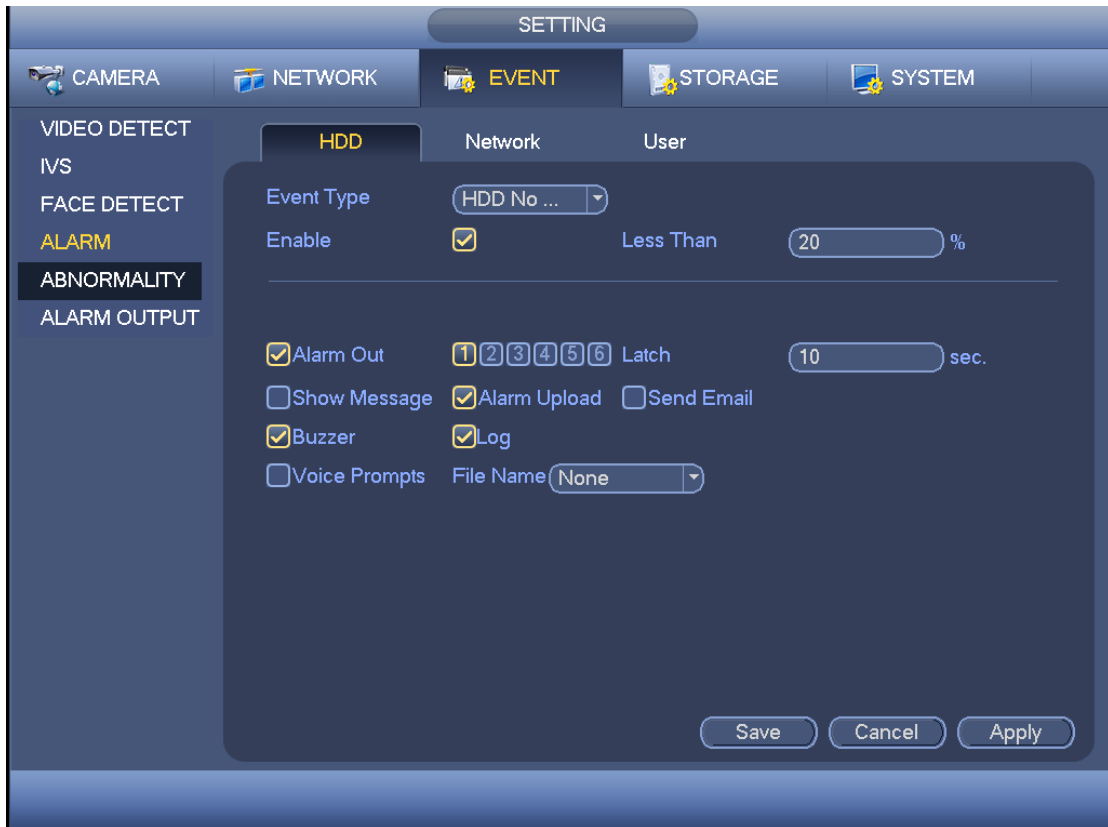 SETTING
CAMERA NETWORK EVENT STORAGE SYSTEM
VIDEO DETECT
IVS
FACE DETECT
ALARM
ABNORMALITY
ALARM OUTPUT
HDD Network User
Event Type HDD No ...
Enable Less Than 20 %
Alarm Out 1 2 3 4 5 6 Latch 10 sec.
Show Message Alarm Upload Send Email
Buzzer Log
Voice Prompts File Name None
Save Cancel Apply